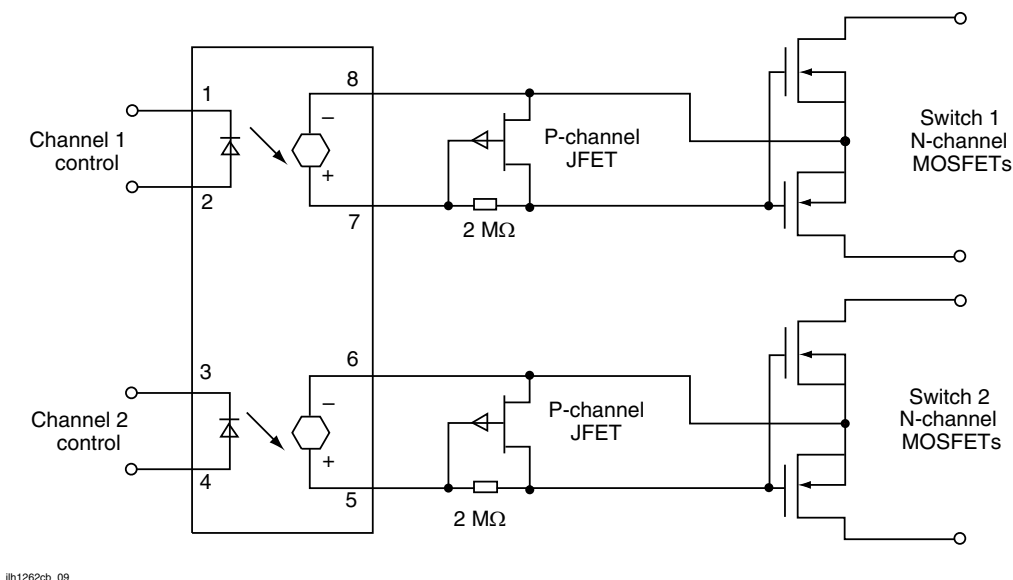 8
1
Channel 1
control
−
+
2
7
P-channel
JFET
2 MΩ
Switch 1
N-channel
MOSFETs
6
3
Channel 2
control
−
+
4
5
P-channel
JFET
2 MΩ
Switch 2
N-channel
MOSFETs
ilh1262cb_09